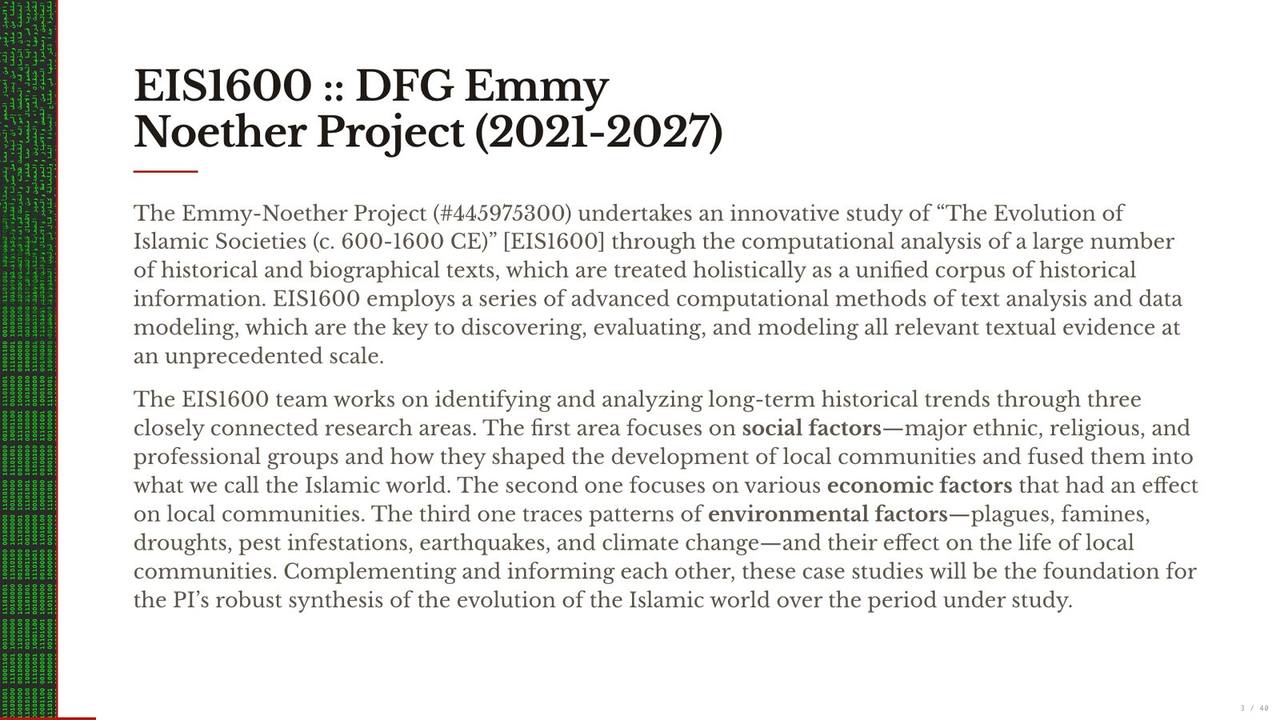 EIS1600 :: DFG Emmy
Noether Project (2021-2027)
The Emmy-Noether Project (#445975300) undertakes an innovative study of “The Evolution of
Islamic Societies (c. 600-1600 CE)” [EIS1600] through the computational analysis of a large number
of historical and biographical texts, which are treated holistically as a unified corpus of historical
information. EIS1600 employs a series of advanced computational methods of text analysis and data
modeling, which are the key to discovering, evaluating, and modeling all relevant textual evidence at
an unprecedented scale.
The EIS1600 team works on identifying and analyzing long-term historical trends through three
closely connected research areas. The first area focuses on social factors—major ethnic, religious, and
professional groups and how they shaped the development of local communities and fused them into
what we call the Islamic world. The second one focuses on various economic factors that had an effect
on local communities. The third one traces patterns of environmental factors—plagues, famines,
droughts, pest infestations, earthquakes, and climate change—and their effect on the life of local
communities. Complementing and informing each other, these case studies will be the foundation for
the PI’s robust synthesis of the evolution of the Islamic world over the period under study.
3 / 40